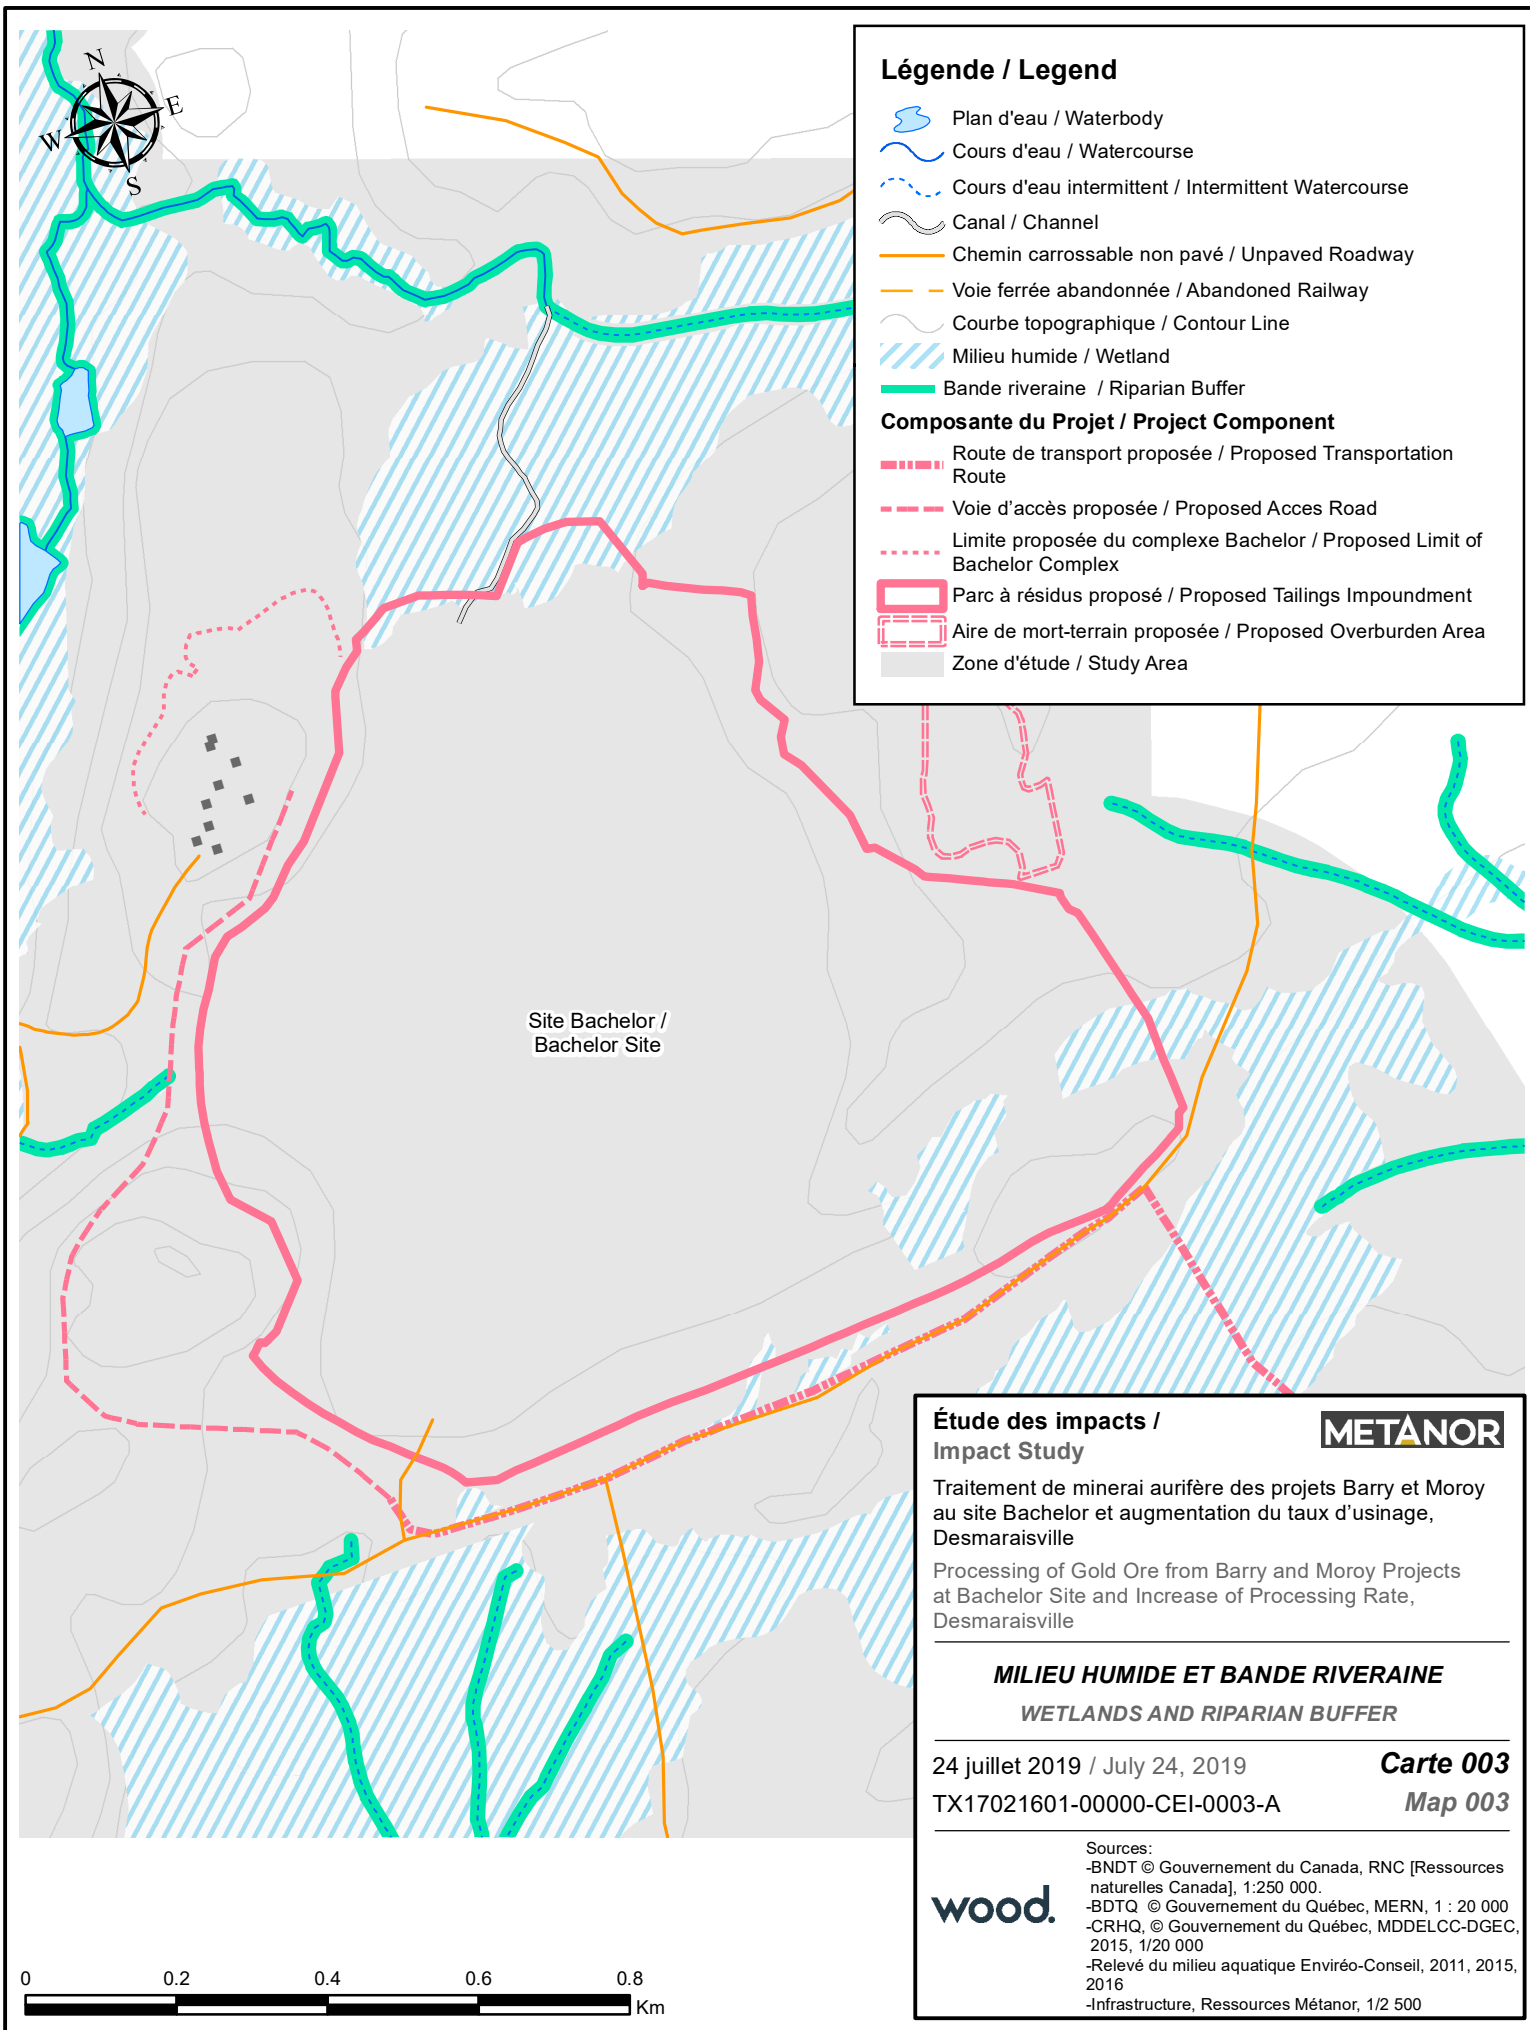 N
E
W
S
Légende / Legend
Plan d'eau / Waterbody
Cours d'eau / Watercourse
Cours d'eau intermittent / Intermittent Watercourse
Canal / Channel
Chemin carrossable non pavé / Unpaved Roadway
Voie ferrée abandonnée / Abandoned Railway
Courbe topographique / Contour Line
Milieu humide / Wetland
Bande riveraine / Riparian Buffer
Composante du Projet / Project Component
Route de transport proposée / Proposed Transportation
Route
Voie d'accès proposée / Proposed Acces Road
Limite proposée du complexe Bachelor / Proposed Limit of
Bachelor Complex
Parc à résidus proposé / Proposed Tailings Impoundment
Aire de mort-terrain proposée / Proposed Overburden Area
Zone d'étude / Study Area
Site Bachelor /
Bachelor Site
Étude des impacts /
Impact Study
METANOR
Traitement de minerai aurifère des projets Barry et Moroy
au site Bachelor et augmentation du taux d'usinage,
Desmaraisville
Processing of Gold Ore from Barry and Moroy Projects
at Bachelor Site and Increase of Processing Rate,
Desmaraisville
MILIEU HUMIDE ET BANDE RIVERAINE
WETLANDS AND RIPARIAN BUFFER
24 juillet 2019 / July 24, 2019
Carte 003
TX17021601-00000-CEI-0003-A
Map 003
wood.
Sources:
-BNDT © Gouvernement du Canada, RNC [Ressources
naturelles Canada], 1:250 000.
-BDTQ © Gouvernement du Québec, MERN, 1 : 20 000
-CRHQ, © Gouvernement du Québec, MDDELCC-DGEC,
2015, 1/20 000
-Relevé du milieu aquatique Enviréo-Conseil, 2011, 2015,
2016
-Infrastructure, Ressources Métanor, 1/2 500
0 0.2 0.4 0.6 0.8
Km